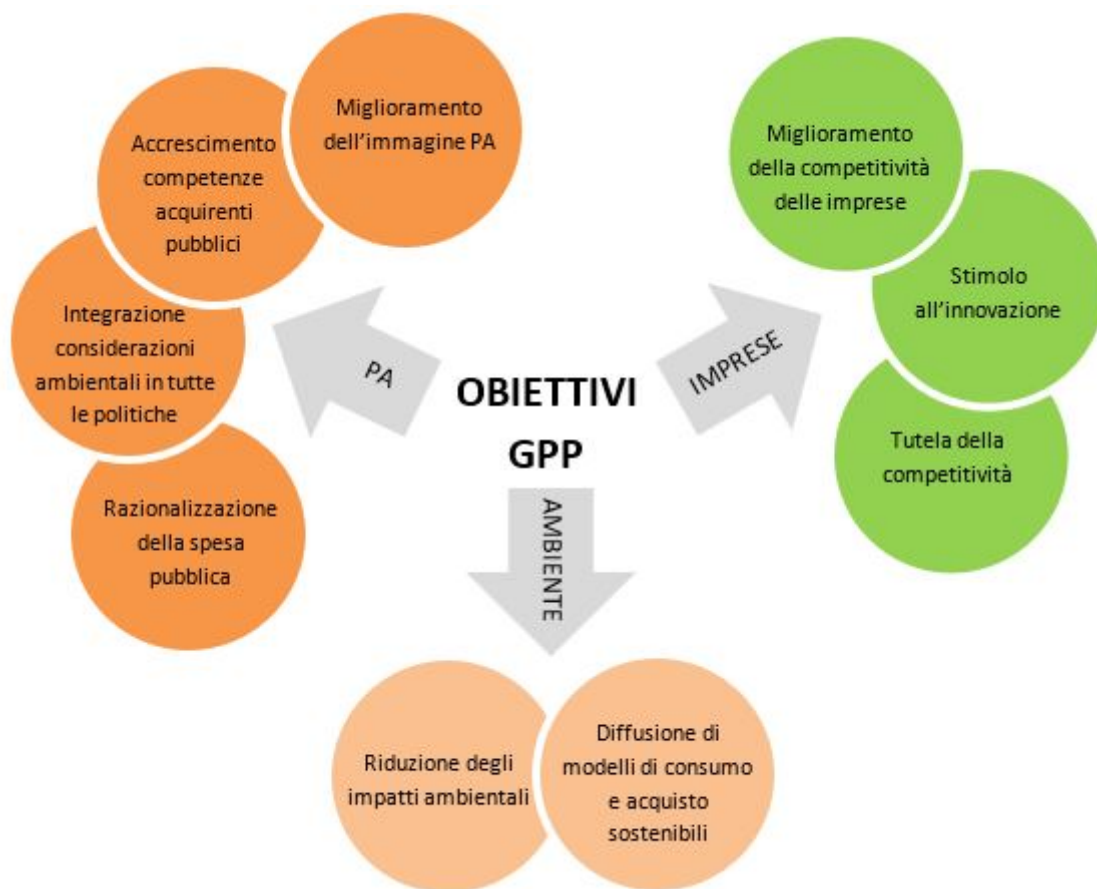 Miglioramento
dell'immagine PA
Accrescimento
competenze
acquirenti
pubblici
Integrazione
considerazioni
ambientali in tutte
le politiche
Razionalizzazione
della spesa
pubblica
PA
OBIETTIVI
GPP
IMPRESE
Miglioramento
della competitività
delle imprese
Stimolo
all'innovazione
Tutela della
competitività
AMBIENTE
Riduzione degli
impatti ambientali
Diffusione di
modelli di consumo
e acquisto
sostenibili